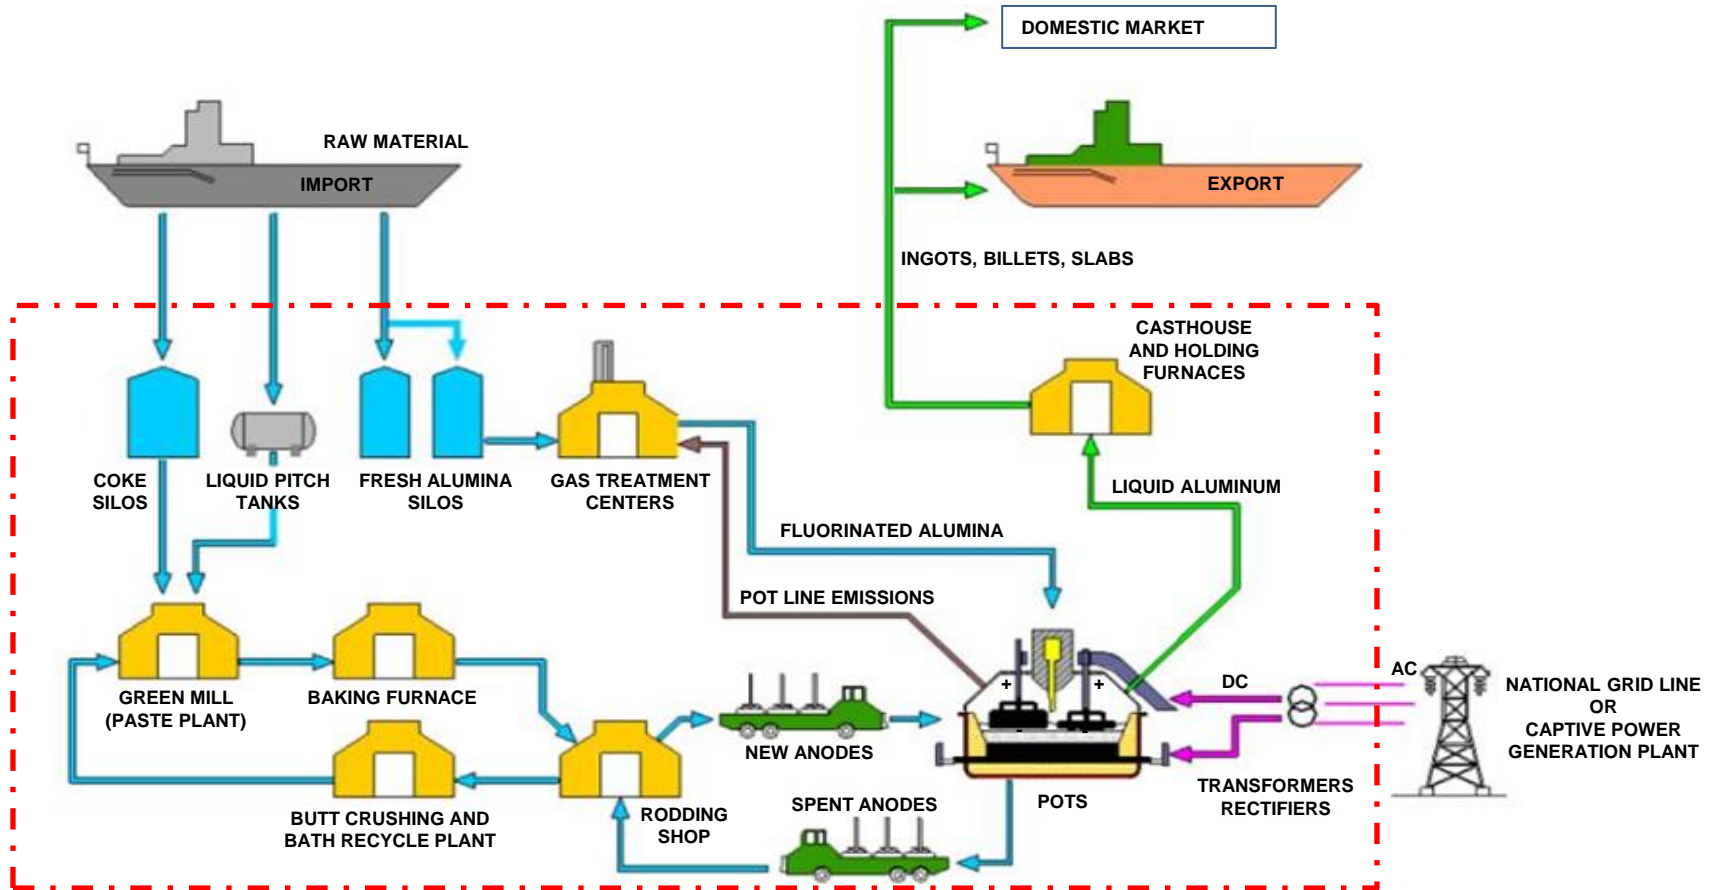 DOMESTIC MARKET
RAW MATERIAL
IMPORT
EXPORT
INGOTS, BILLETS, SLABS
CASTHOUSE
AND HOLDING
FURNACES
COKE
SILOS
LIQUID PITCH
TANKS
FRESH ALUMINA
SILOS
GAS TREATMENT
CENTERS
LIQUID ALUMINUM
FLUORINATED ALUMINA
POT LINE EMISSIONS
GREEN MILL
(PASTE PLANT)
BAKING FURNACE
NEW ANODES
+ +
- -
DC
AC
NATIONAL GRID LINE
OR
CAPTIVE POWER
GENERATION PLANT
TRANSFORMERS
RECTIFIERS
POTS
SPENT ANODES
RODDING
SHOP
BUTT CRUSHING AND
BATH RECYCLE PLANT